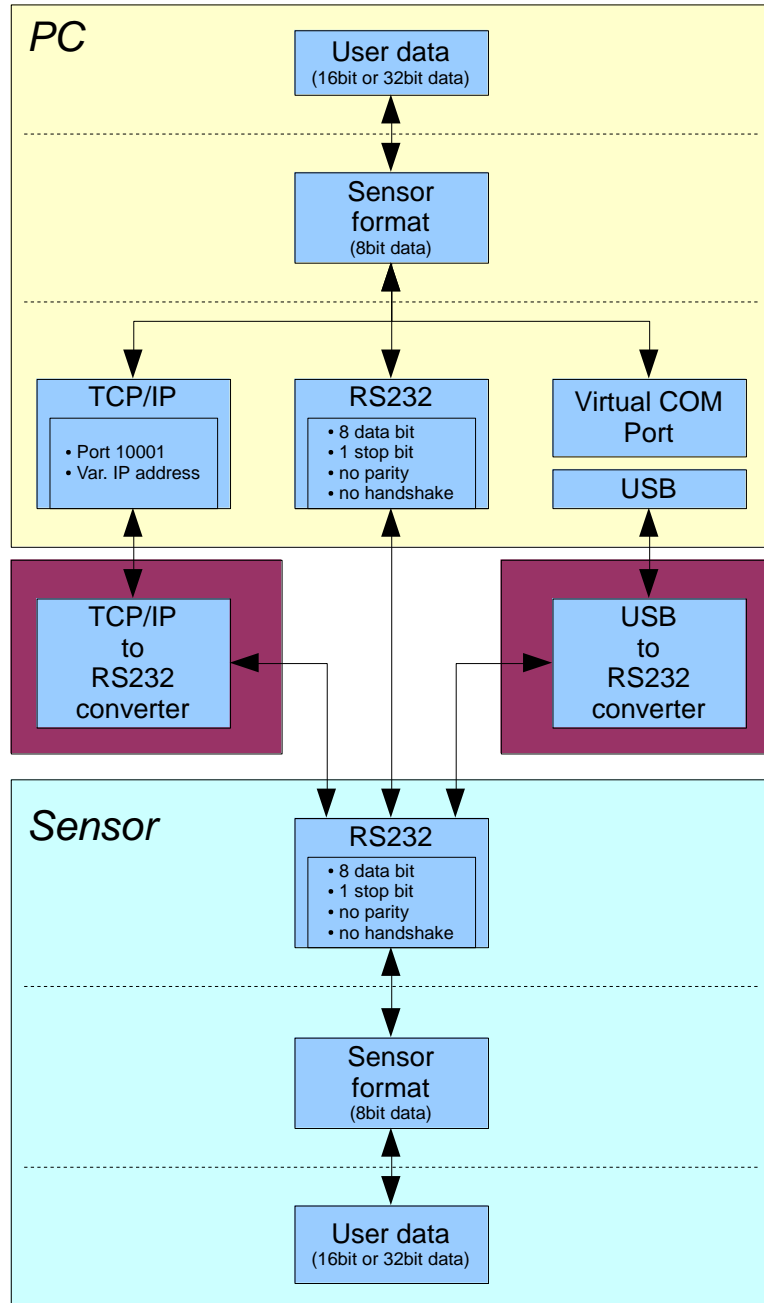 PC
User data
(16bit or 32bit data)
Sensor
format
(8bit data)
TCP/IP
• Port 10001
• Var. IP address
RS232
• 8 data bit
• 1 stop bit
• no parity
• no handshake
Virtual COM
Port
USB
TCP/IP
to
RS232
converter
USB
to
RS232
converter
Sensor
RS232
• 8 data bit
• 1 stop bit
• no parity
• no handshake
Sensor
format
(8bit data)
User data
(16bit or 32bit data)